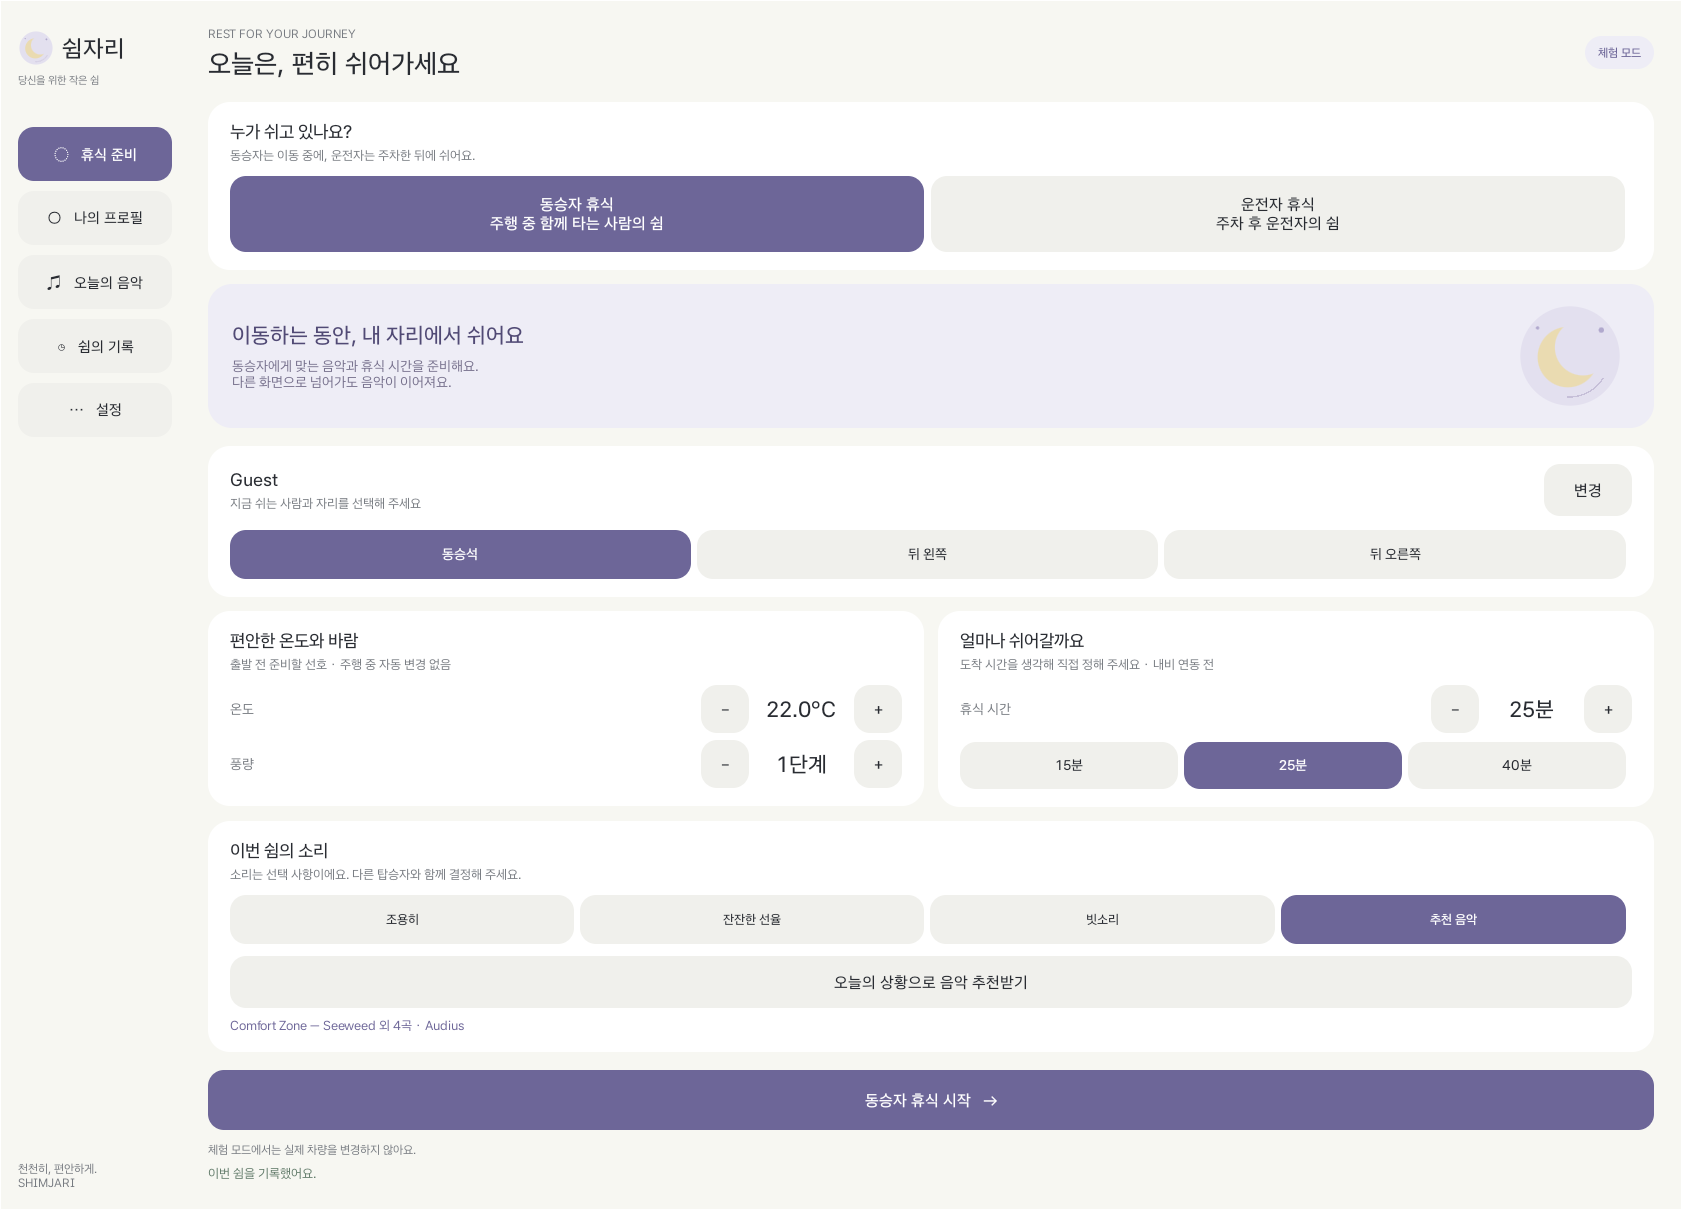 쉼자리
당신을 위한 작은 쉼
휴식 준비
나의 프로필
오늘의 음악
쉼의 기록
설정
천천히, 편안하게.
SHIMJARI
REST FOR YOUR JOURNEY
오늘은, 편히 쉬어가세요
체험 모드
누가 쉬고 있나요?
동승자는 이동 중에, 운전자는 주차한 뒤에 쉬어요.
동승자 휴식
주행 중 함께 타는 사람의 쉼
운전자 휴식
주차 후 운전자의 쉼
이동하는 동안, 내 자리에서 쉬어요
동승자에게 맞는 음악과 휴식 시간을 준비해요.
다른 화면으로 넘어가도 음악이 이어져요.
Guest
지금 쉬는 사람과 자리를 선택해 주세요
변경
동승석
뒤 왼쪽
뒤 오른쪽
편안한 온도와 바람
출발 전 준비할 선호 · 주행 중 자동 변경 없음
온도
− 22.0°C +
풍량
− 1단계 +
얼마나 쉬어갈까요
도착 시간을 생각해 직접 정해 주세요 · 내비 연동 전
휴식 시간
− 25분 +
15분
25분
40분
이번 쉼의 소리
소리는 선택 사항이에요. 다른 탑승자와 함께 결정해 주세요.
조용히
잔잔한 선율
빗소리
추천 음악
오늘의 상황으로 음악 추천받기
Comfort Zone — Seeweed 외 4곡 · Audius
동승자 휴식 시작 →
체험 모드에서는 실제 차량을 변경하지 않아요.
이번 쉼을 기록했어요.